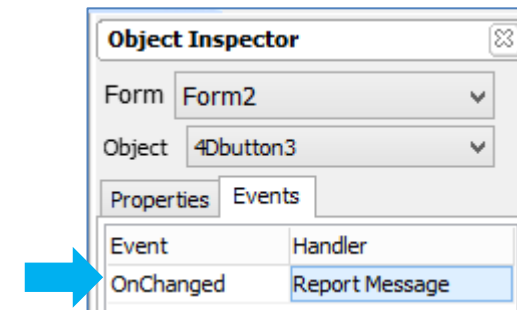 Object Inspector
Form Form2
Object 4Dbutton3
Properties Events
Event Handler
OnChanged Report Message